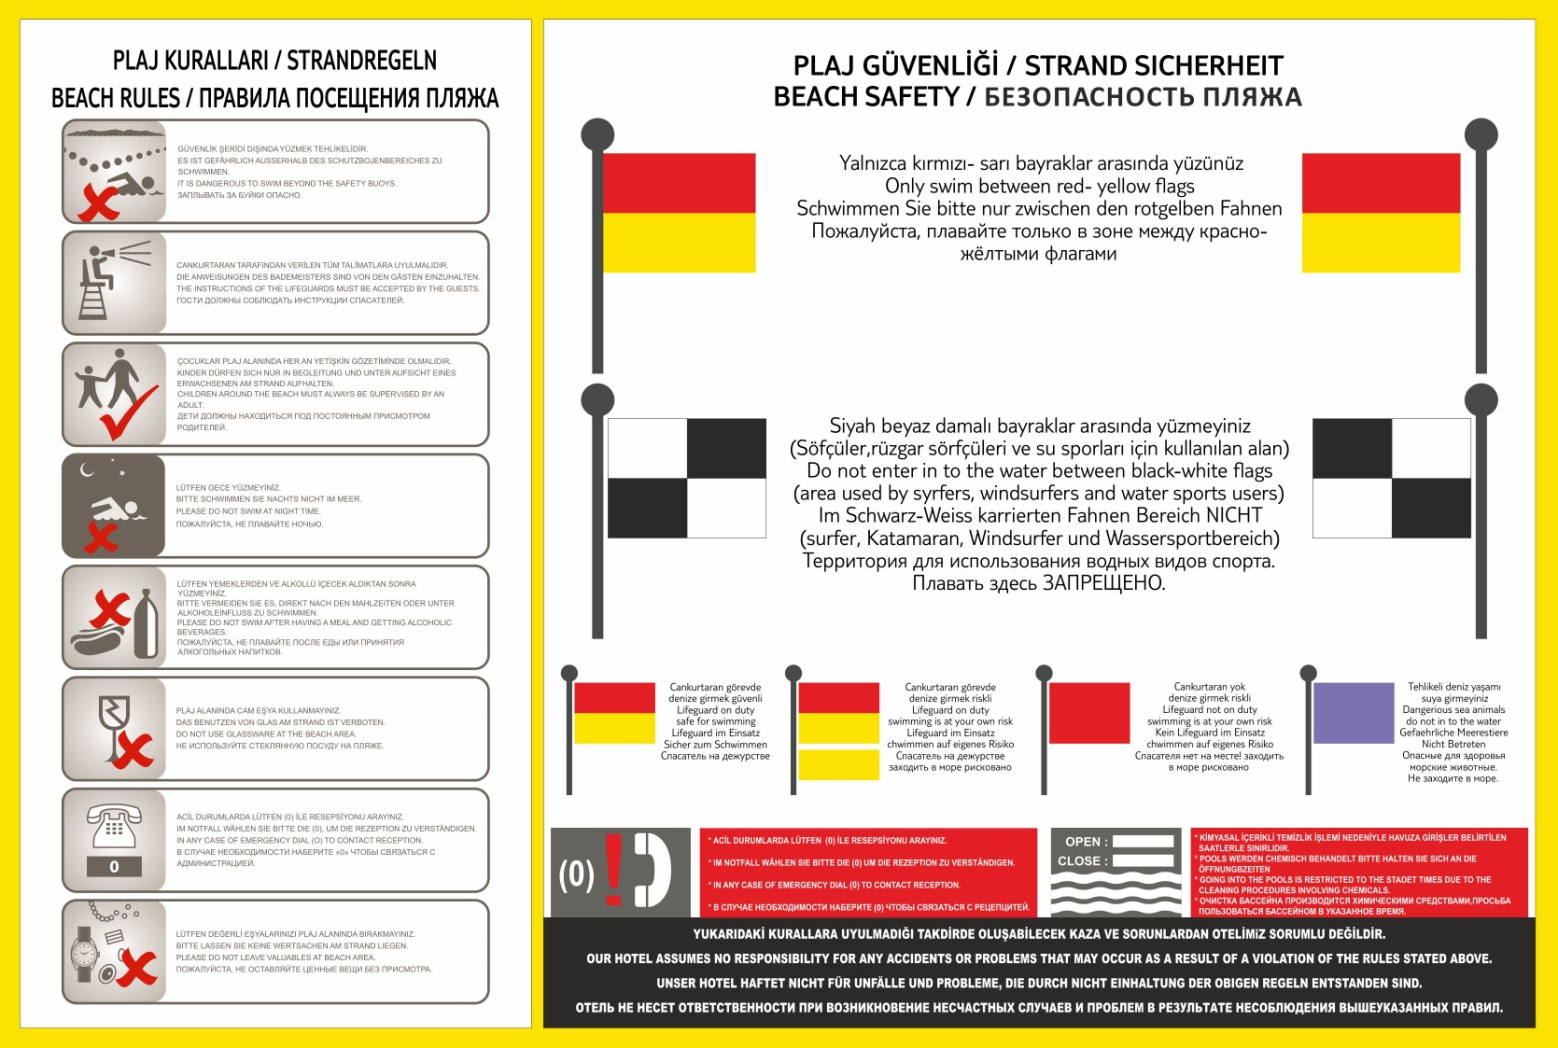 PLAJ KURALLARI / STRANDREGELN
BEACH RULES / ПРАВИЛА ПОСЕЩЕНИЯ ПЛЯЖА
GÜVENLİK ŞERİDİ DIŞINDA YÜZMEK TEHLİKELİDİR.
ES IST GEFÄHRLICH AUSSERHALB DES SCHUTZBOJENBEREICHES ZU
SCHWIMMEN.
IT IS DANGEROUS TO SWIM BEYOND THE SAFETY BUOYS.
ЗАПЛЫВАТЬ ЗА БУЙКИ ОПАСНО.
CANKURTARAN TARAFINDAN VERİLEN TÜM TALİMATLARA UYULMALIDIR.
DIE ANWEISUNGEN DES BADEMEISTERS SIND VON DEN GÄSTEN EINZUHALTEN.
THE INSTRUCTIONS OF THE LIFEGUARDS MUST BE ACCEPTED BY THE GUESTS.
ГОСТИ ДОЛЖНЫ СОБЛЮДАТЬ ИНСТРУКЦИИ СПАСАТЕЛЕЙ.
ÇOCUKLAR PLAJ ALANINDA HER AN YETİŞKİN GÖZETİMİNDE OLMALIDIR.
KINDER DÜRFEN SICH NUR IN BEGLEITUNG UND UNTER AUFSICHT EINES
ERWACHSENEN AM STRAND AUFHALTEN.
CHILDREN AROUND THE BEACH MUST ALWAYS BE SUPERVISED BY AN
ADULT.
ДЕТИ ДОЛЖНЫ НАХОДИТЬСЯ ПОД ПОСТОЯННЫМ ПРИСМОТРОМ
РОДИТЕЛЕЙ.
LÜTFEN GECE YÜZMEYİNİZ.
BITTE SCHWIMMEN SIE NACHTS NICHT IM MEER.
PLEASE DO NOT SWIM AT NIGHT TIME.
ПОЖАЛУЙСТА, НЕ ПЛАВАЙТЕ НОЧЬЮ.
LÜTFEN YEMEKLERDEN VE ALKOLLÜ İÇECEK ALDIKTAN SONRA
YÜZMEYİNİZ.
BITTE VERMEIDEN SIE ES, DIREKT NACH DEN MAHLZEITEN ODER UNTER
ALKOHOLEINFLUSS ZU SCHWIMMEN.
PLEASE DO NOT SWIM AFTER HAVING A MEAL AND GETTING ALCOHOLIC
BEVERAGES.
ПОЖАЛУЙСТА, НЕ ПЛАВАЙТЕ ПОСЛЕ ЕДЫ ИЛИ ПРИНЯТИЯ
АЛКОГОЛЬНЫХ НАПИТКОВ.
PLAJ ALANINDA CAM EŞYA KULLANMAYINIZ.
DAS BENUTZEN VON GLAS AM STRAND IST VERBOTEN.
DO NOT USE GLASSWARE AT THE BEACH AREA.
НЕ ИСПОЛЬЗУЙТЕ СТЕКЛЯННУЮ ПОСУДУ НА ПЛЯЖЕ.
0
ACİL DURUMLARDA LÜTFEN (0) İLE RESEPSİYONU ARAYINIZ.
IM NOTFALL WÄHLEN SIE BITTE DIE (0), UM DIE REZEPTION ZU VERSTÄNDIGEN.
IN ANY CASE OF EMERGENCY DIAL (O) TO CONTACT RECEPTION.
В СЛУЧАЕ НЕОБХОДИМОСТИ НАБЕРИТЕ «0» ЧТОБЫ СВЯЗАТЬСЯ С
АДМИНИСТРАЦИЕЙ.
LÜTFEN DEĞERLİ EŞYALARINIZI PLAJ ALANINDA BIRAKMAYINIZ.
BITTE LASSEN SIE KEINE WERTSACHEN AM STRAND LIEGEN.
PLEASE DO NOT LEAVE VALUABLES AT BEACH AREA.
ПОЖАЛУЙСТА, НЕ ОСТАВЛЯЙТЕ ЦЕННЫЕ ВЕЩИ БЕЗ ПРИСМОТРА.
PLAJ GÜVENLİĞİ / STRAND SICHERHEIT
BEACH SAFETY / БЕЗОПАСНОСТЬ ПЛЯЖА
Yalnızca kırmızı- sarı bayraklar arasında yüzünüz
Only swim between red- yellow flags
Schwimmen Sie bitte nur zwischen den rotgelben Fahnen
Пожалуйста, плавайте только в зоне между красно-
жёлтыми флагами
Siyah beyaz damalı bayraklar arasında yüzmeyiniz
(Söfçüler,rüzgar sörfçüleri ve su sporları için kullanılan alan)
Do not enter in to the water between black-white flags
(area used by syrfers, windsurfers and water sports users)
Im Schwarz-Weiss karrierten Fahnen Bereich NICHT
(surfer, Katamaran, Windsurfer und Wassersportbereich)
Территория для использования водных видов спорта.
Плавать здесь ЗАПРЕЩЕНО.
Cankurtaran görevde
denize girmek güvenli
Lifeguard on duty
safe for swimming
Lifeguard im Einsatz
Sicher zum Schwimmen
Спасатель на дежурстве
Cankurtaran görevde
denize girmek riskli
Lifeguard on duty
swimming is at your own risk
Lifeguard im Einsatz
chwimmen auf eigenes Risiko
Спасатель на дежурстве
заходить в море рисковано
Cankurtaran yok
denize girmek riskli
Lifeguard not on duty
swimming is at your own risk
Kein Lifeguard im Einsatz
chwimmen auf eigenes Risiko
Спасателя нет на месте! заходить
в море рисковано
Tehlikeli deniz yaşamı
suya girmeyiniz
Dangerous sea animals
do not in to the water
Gefaehrliche Meerestiere
Nicht Betreten
Опасные для здоровья
морские животные.
Не заходите в море.
(0)!
* ACİL DURUMLARDA LÜTFEN (0) İLE RESEPSİYONU ARAYINIZ.
* IM NOTFALL WÄHLEN SIE BITTE DIE (0) UM DIE REZEPTION ZU VERSTÄNDIGEN.
* IN ANY CASE OF EMERGENCY DIAL (0) TO CONTACT RECEPTION.
* В СЛУЧАЕ НЕОБХОДИМОСТИ НАБЕРИТЕ (0) ЧТОБЫ СВЯЗАТЬСЯ С РЕЦЕПЦИТЕЙ.
OPEN :
CLOSE :
* KİMYASAL İÇERİKLİ TEMİZLİK İŞLEMİ NEDENİYLE HAVUZA GİRİŞLER BELİRTİLEN
SAATLERLE SINIRLIDIR.
* POOLS WERDEN CHEMISCH BEHANDELT BITTE HALTEN SIE SICH AN DIE
ÖFFNUNGBZEITEN
* GOING INTO THE POOLS IS RESTRICTED TO THE STADET TIMES DUE TO THE
CLEANING PROCEDURES INVOLVING CHEMICALS.
* ОЧИСТКА БАССЕЙНА ПРОИЗВОДИТСЯ ХИМИЧЕСКИМИ СРЕДСТВАМИ,ПРОСЬБА
ПОЛЬЗОВАТЬСЯ БАССЕЙНОМ В УКАЗАННОЕ ВРЕМЯ.
YUKARIDAKİ KURALLARA UYULMADIĞI TAKDİRDE OLUŞABİLECEK KAZA VE SORUNLARDAN OTELİMiZ SORUMLU DEĞİLDİR.
OUR HOTEL ASSUMES NO RESPONSIBILITY FOR ANY ACCIDENTS OR PROBLEMS THAT MAY OCCUR AS A RESULT OF A VIOLATION OF THE RULES STATED ABOVE.
UNSER HOTEL HAFTET NICHT FÜR UNFÄLLE UND PROBLEME, DIE DURCH NICHT EINHALTUNG DER OBIGEN REGELN ENTSTANDEN SIND.
ОТЕЛЬ НЕ НЕСЕТ ОТВЕТСТВЕННОСТИ ПРИ ВОЗНИКНОВЕНИЕ НЕСЧАСТНЫХ СЛУЧАЕВ И ПРОБЛЕМ В РЕЗУЛЬТАТЕ НЕСОБЛЮДЕНИЯ ВЫШЕУКАЗАННЫХ ПРАВИЛ.